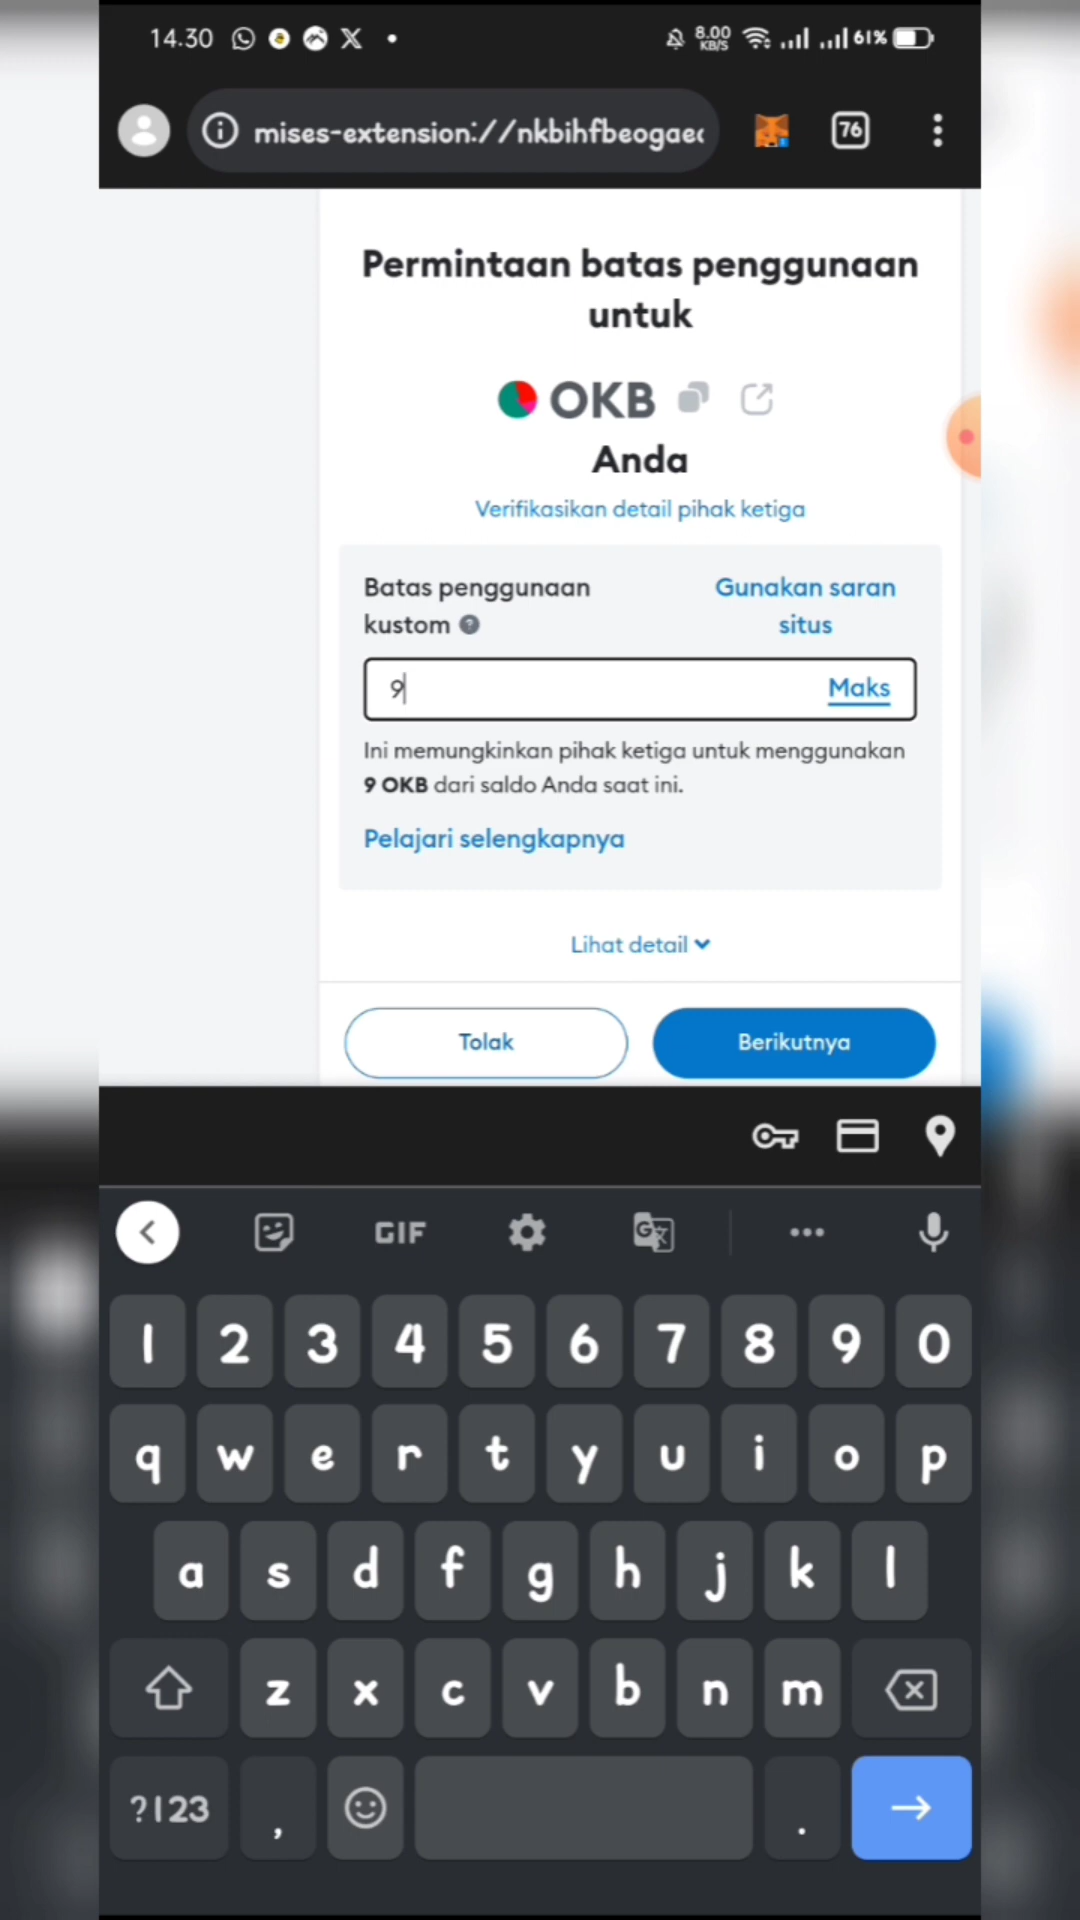 14.30
8.00 KB/S
61%
mises-extension://nkbihfbeogaec
76
Permintaan batas penggunaan
untuk
OKB
Anda
Verifikasikan detail pihak ketiga
Batas penggunaan
kustom ?
Gunakan saran
situs
9
Maks
Ini memungkinkan pihak ketiga untuk menggunakan
9 OKB dari saldo Anda saat ini.
Pelajari selengkapnya
Lihat detail
Tolak
Berikutnya
GIF
1 2 3 4 5 6 7 8 9 0
q w e r t y u i o p
a s d f g h j k l
z x c v b n m
?123 , .